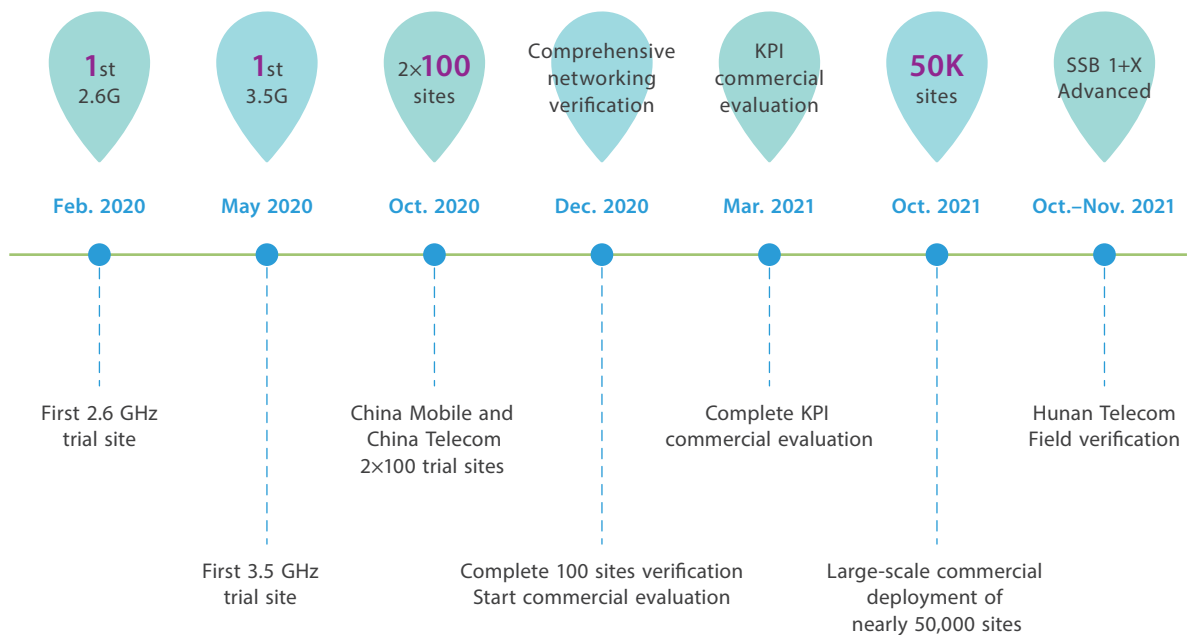 1st
2.6G
1st
3.5G
2×100
sites
Comprehensive
networking
verification
KPI
commercial
evaluation
50K
sites
SSB 1+X
Advanced
Feb. 2020
May 2020
Oct. 2020
Dec. 2020
Mar. 2021
Oct. 2021
Oct.–Nov. 2021
First 2.6 GHz
trial site
China Mobile and
China Telecom
2×100 trial sites
Complete KPI
commercial evaluation
Hunan Telecom
Field verification
First 3.5 GHz
trial site
Complete 100 sites verification
Start commercial evaluation
Large-scale commercial
deployment of
nearly 50,000 sites